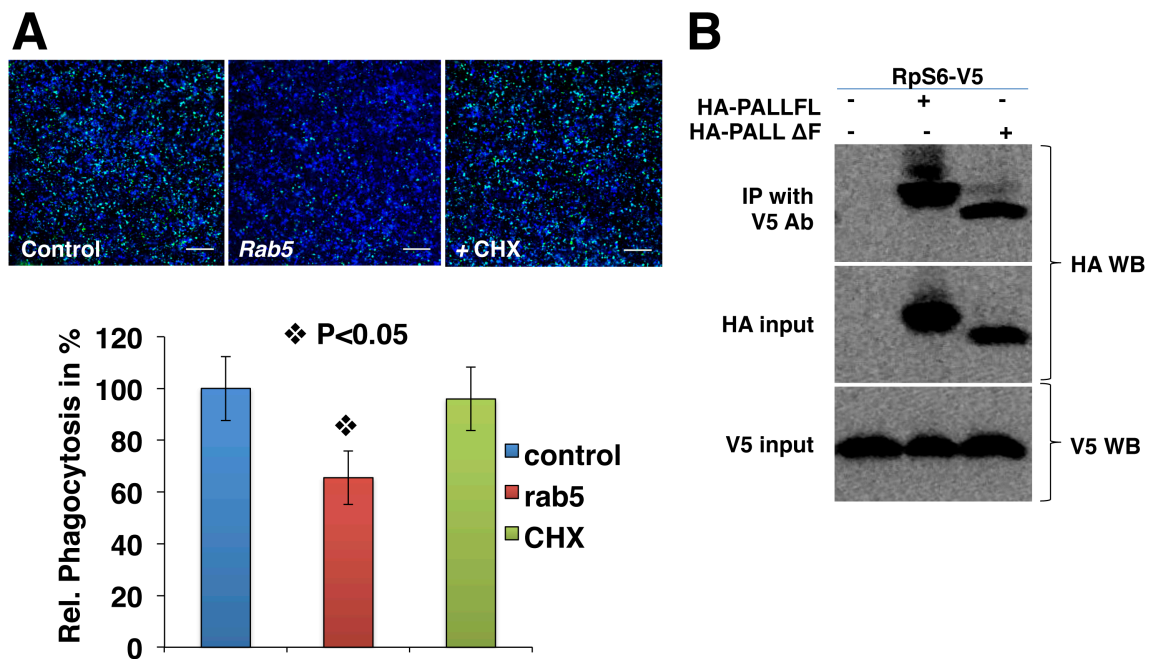 A
Control
Rab5
+ CHX
Rel. Phagocytosis in %
❖ P<0.05
120
100
80
60
40
20
0
❖
control
rab5
CHX
B
RpS6-V5
HA-PALLFL - + -
HA-PALL ΔF - - +
IP with
V5 Ab
HA input
HA WB
V5 input
V5 WB